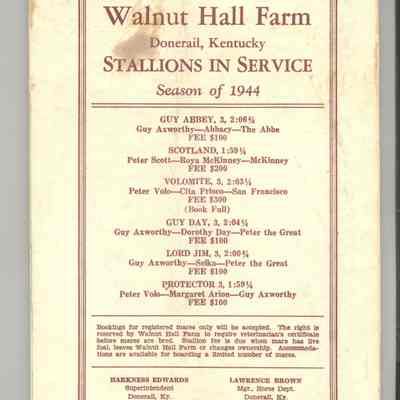 Walnut Hall Farm
Donerail, Kentucky
STALLIONS IN SERVICE
Season of 1944
GUY ABBEY, 3, 2:06¾
Guy Axworthy—Abbacy—The Abbe
FEE $100
SCOTLAND, 1:59¼
Peter Scott—Roya McKinney—McKinney
FEE $200
VOLOMITE, 3, 2:03¼
Peter Volo—Cita Frisco—San Francisco
FEE $300
(Book Full)
GUY DAY, 3, 2:04¾
Guy Axworthy—Dorothy Day—Peter the Great
FEE $100
LORD JIM, 3, 2:00¾
Guy Axworthy—Selka—Peter the Great
FEE $100
PROTECTOR 3, 1:59¼
Peter Volo—Margaret Arion—Guy Axworthy
FEE $100
Bookings for registered mares only will be accepted. The right is
reserved by Walnut Hall Farm to require veterinarian's certificate
before mares are bred. Stallion fee is due when mare has live
foal, leaves Walnut Hall Farm or changes ownership. Accommoda-
tions are available for boarding a limited number of mares.
HARKNESS EDWARDS
Superintendent
Donerail, Ky.
LAWRENCE BROWN
Mgr. Horse Dept.
Donerail, Ky.